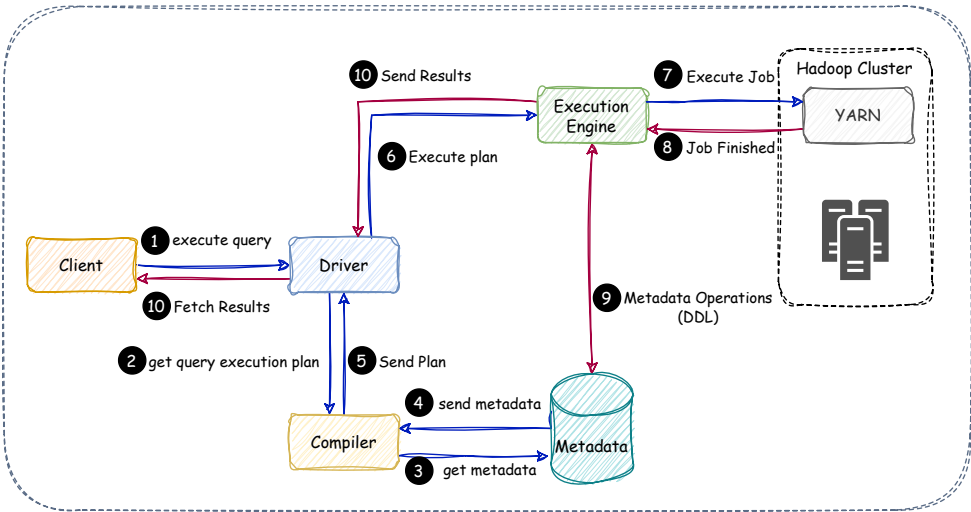 Hadoop Cluster
10 Send Results
7 Execute Job
Execution
Engine
YARN
8 Job Finished
6 Execute plan
1 execute query
Client
Driver
10 Fetch Results
9 Metadata Operations
(DDL)
2 get query execution plan
5 Send Plan
4 send metadata
Compiler
Metadata
3 get metadata